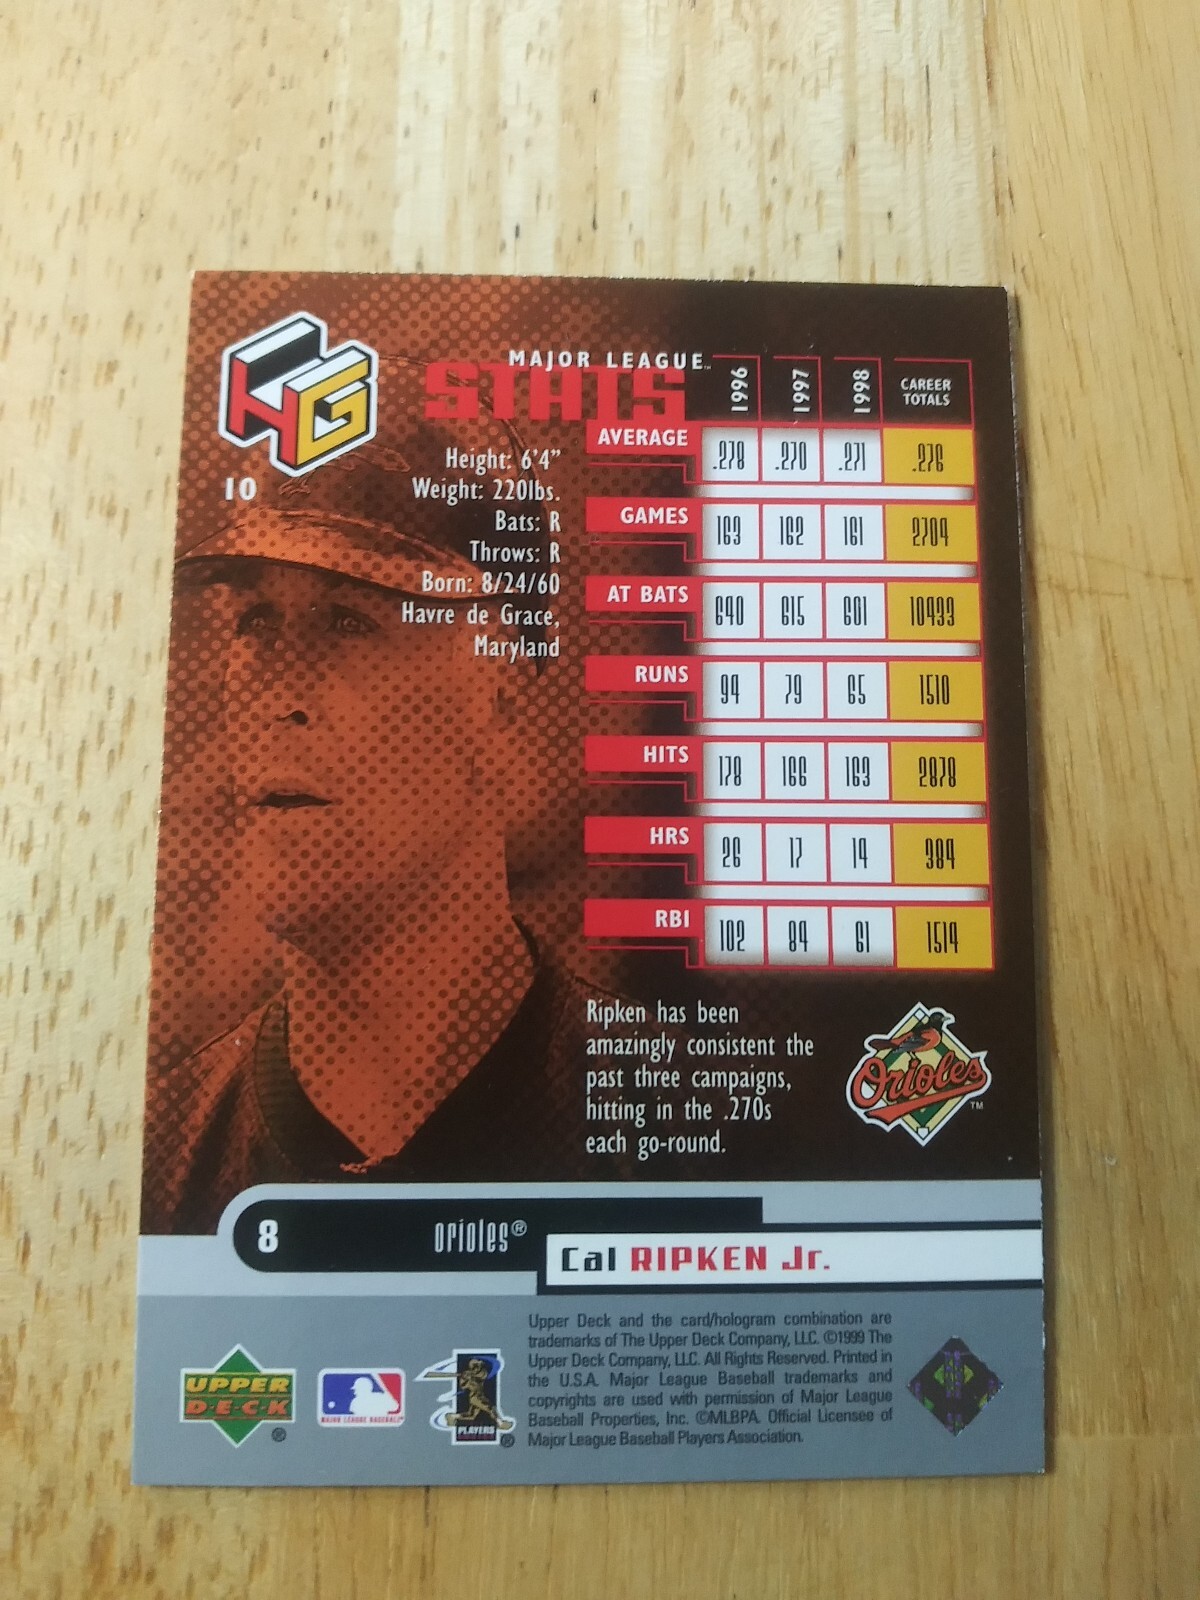 HG
10
MAJOR LEAGUE™
STATS
Height: 6'4"
Weight: 220lbs.
Bats: R
Throws: R
Born: 8/24/60
Havre de Grace,
Maryland
1996 1997 1998 CAREER TOTALS
AVERAGE .278 .270 .271 .276
GAMES 163 162 161 2704
AT BATS 640 615 601 10433
RUNS 94 79 65 1510
HITS 178 166 163 2878
HRS 26 17 14 384
RBI 102 84 61 1514
Ripken has been
amazingly consistent the
past three campaigns,
hitting in the .270s
each go-round.
Orioles™
8 orioles®
Cal RIPKEN Jr.
Upper Deck and the card/hologram combination are
trademarks of The Upper Deck Company, LLC. ©1999 The
Upper Deck Company, LLC. All Rights Reserved. Printed in
the U.S.A. Major League Baseball trademarks and
copyrights are used with permission of Major League
Baseball Properties, Inc. ©MLBPA. Official Licensee of
Major League Baseball Players Association.
UPPER
DECK®
MAJOR LEAGUE BASEBALL®
PLAYERS
®